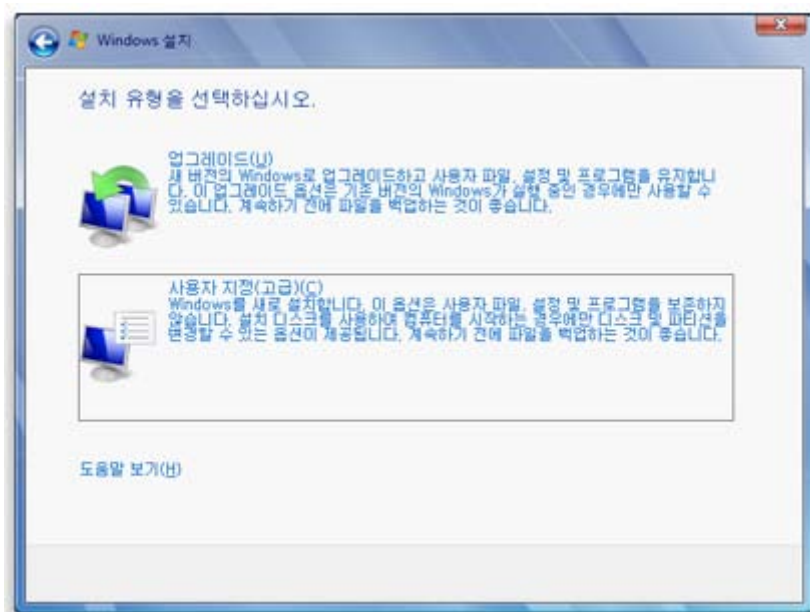 Windows 설치
설치 유형을 선택하십시오.
업그레이드(U)
새 버전의 Windows로 업그레이드하고 사용자 파일, 설정 및 프로그램을 유지합니
다. 이 업그레이드 옵션은 기존 버전의 Windows가 실행 중인 경우에만 사용할 수
있습니다. 계속하기 전에 파일을 백업하는 것이 좋습니다.
사용자 지정(고급)(C)
Windows를 새로 설치합니다. 이 옵션은 사용자 파일, 설정 및 프로그램을 보존하지
않습니다. 설치 디스크를 사용하여 컴퓨터를 시작하는 경우에만 디스크 및 파티션을
변경할 수 있는 옵션이 제공됩니다. 계속하기 전에 파일을 백업하는 것이 좋습니다.
도움말 보기(H)